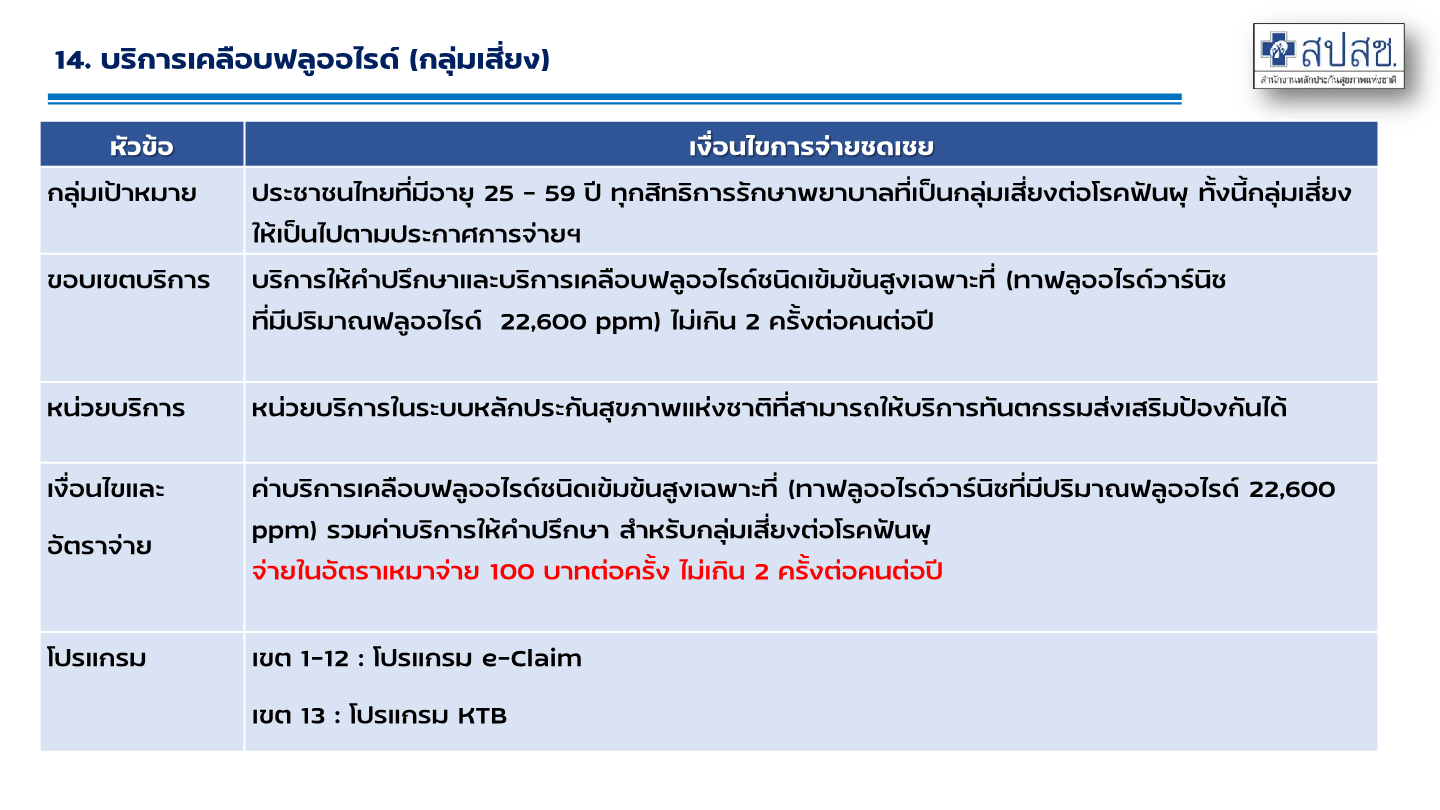 14. บริการเคลือบฟลูออไรด์ (กลุ่มเสี่ยง)
สปสช.
สำนักงานหลักประกันสุขภาพแห่งชาติ
หัวข้อ
เงื่อนไขการจ่ายชดเชย
กลุ่มเป้าหมาย
ประชาชนไทยที่มีอายุ 25 - 59 ปี ทุกสิทธิการรักษาพยาบาลที่เป็นกลุ่มเสี่ยงต่อโรคฟันผุ ทั้งนี้กลุ่มเสี่ยง
ให้เป็นไปตามประกาศการจ่ายฯ
ขอบเขตบริการ
บริการให้คำปรึกษาและบริการเคลือบฟลูออไรด์ชนิดเข้มข้นสูงเฉพาะที่ (ทาฟลูออไรด์วาร์นิช
ที่มีปริมาณฟลูออไรด์ 22,600 ppm) ไม่เกิน 2 ครั้งต่อคนต่อปี
หน่วยบริการ
หน่วยบริการในระบบหลักประกันสุขภาพแห่งชาติที่สามารถให้บริการทันตกรรมส่งเสริมป้องกันได้
เงื่อนไขและ
อัตราจ่าย
ค่าบริการเคลือบฟลูออไรด์ชนิดเข้มข้นสูงเฉพาะที่ (ทาฟลูออไรด์วาร์นิชที่มีปริมาณฟลูออไรด์ 22,600
ppm) รวมค่าบริการให้คำปรึกษา สำหรับกลุ่มเสี่ยงต่อโรคฟันผุ
จ่ายในอัตราเหมาจ่าย 100 บาทต่อครั้ง ไม่เกิน 2 ครั้งต่อคนต่อปี
โปรแกรม
เขต 1-12 : โปรแกรม e-Claim
เขต 13 : โปรแกรม KTB